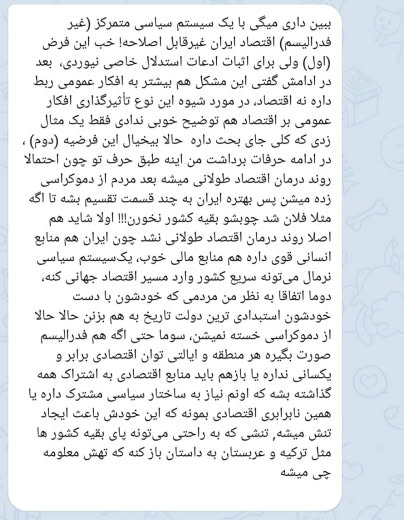 ببین داری میگی با یک سیستم سیاسی متمرکز (غیر
فدرالیسم) اقتصاد ایران غیرقابل اصلاحه! خب این فرض
(اول) ولی برای اثبات ادعات استدلال خاصی نیوردی، بعد
در ادامش گفتی این مشکل هم بیشتر به افکار عمومی ربط
داره نه اقتصاد، در مورد شیوه این نوع تأثیرگذاری افکار
عمومی بر اقتصاد هم توضیح خوبی ندادی فقط یک مثال
زدی که کلی جای بحث داره حالا بیخیال این فرضیه (دوم) ،
در ادامه حرفات برداشت من اینه طبق حرف تو چون احتمالا
روند درمان اقتصاد طولانی میشه بعد مردم از دموکراسی
زده میشن پس بهتره ایران به چند قسمت تقسیم بشه تا اگه
مثلا فلان شد چوبشو بقیه کشور نخورن!!! اولا شاید هم
اصلا روند درمان اقتصاد طولانی نشد چون ایران هم منابع
انسانی قوی داره هم منابع مالی خوب، یک‌سیستم سیاسی
نرمال می‌تونه سریع کشور وارد مسیر اقتصاد جهانی کنه،
دوما اتفاقا به نظر من مردمی که خودشون با دست
خودشون استبدادی ترین دولت تاریخ به هم بزنن حالا حالا
از دموکراسی خسته نمیشن، سوما حتی اگه هم فدرالیسم
صورت بگیره هر منطقه و ایالتی توان اقتصادی برابر و
یکسانی نداره یا بازهم باید منابع اقتصادی به اشتراک همه
گذاشته بشه که اونم نیاز به ساختار سیاسی مشترک داره یا
همین نابرابری اقتصادی بمونه که این خودش باعث ایجاد
تنش میشه, تنشی که به راحتی می‌تونه پای بقیه کشور ها
مثل ترکیه و عربستان به داستان باز کنه که تهش معلومه
چی میشه